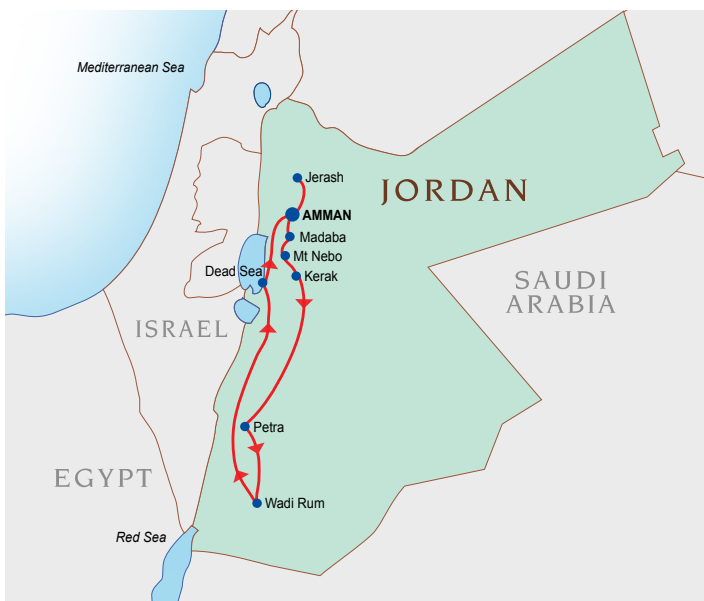 Mediterranean Sea
Jerash
JORDAN
AMMAN
Madaba
Mt Nebo
Dead Sea
Kerak
SAUDI
ARABIA
ISRAEL
Petra
EGYPT
Wadi Rum
Red Sea